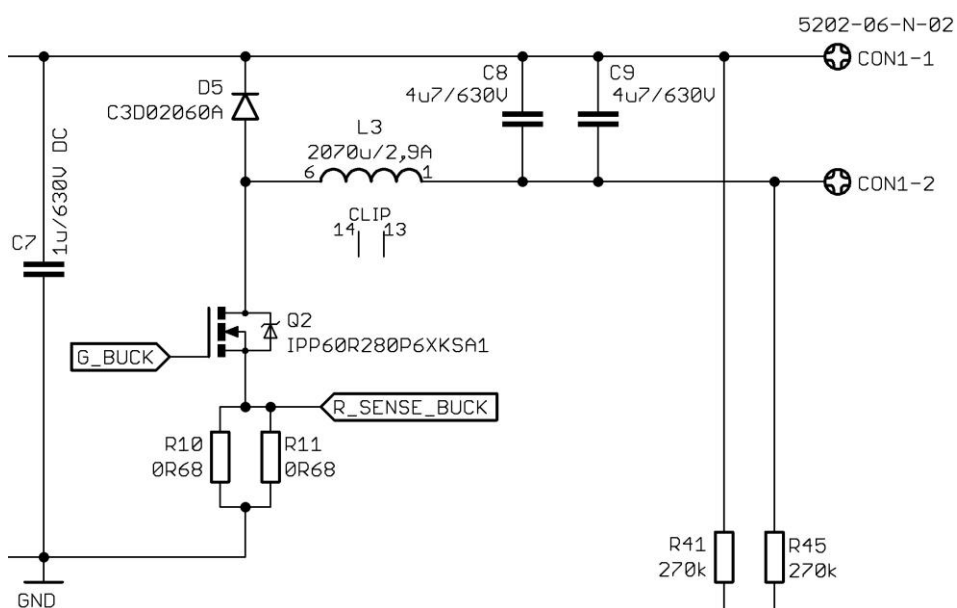 5202-06-N-02
CON1-1
D5
C3D02060A
C8
4u7/630V
C9
4u7/630V
L3
2070u/2,9A
6
1
CON1-2
CLIP
14
13
C7
1u/630V DC
Q2
IPP60R280P6XKSA1
G_BUCK
R_SENSE_BUCK
R10
0R68
R11
0R68
R41
270k
R45
270k
GND